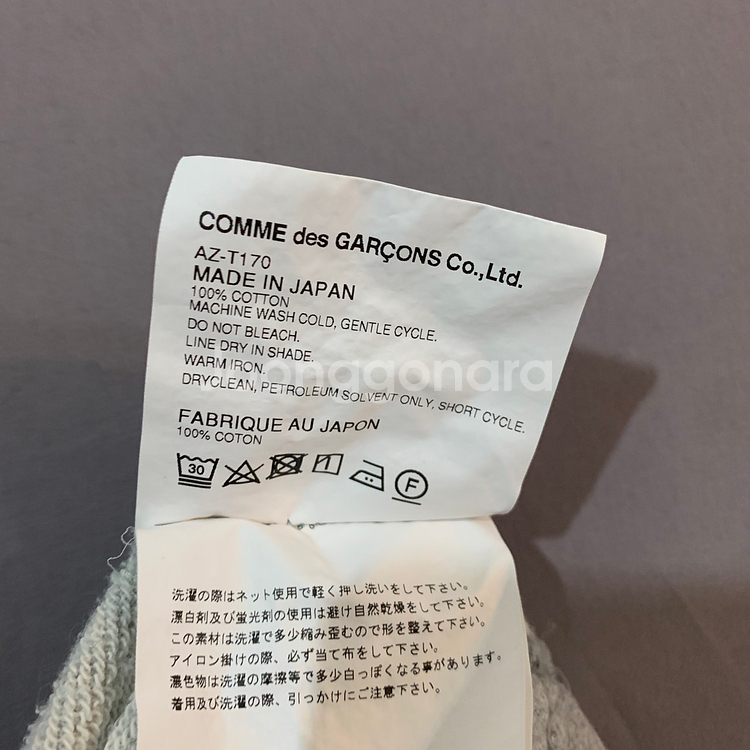 COMME des GARÇONS Co.,Ltd.
AZ-T170
MADE IN JAPAN
100% COTTON
MACHINE WASH COLD, GENTLE CYCLE.
DO NOT BLEACH.
LINE DRY IN SHADE.
WARM IRON.
DRYCLEAN, PETROLEUM SOLVENT ONLY, SHORT CYCLE.
FABRIQUE AU JAPON
100% COTON
30
F
洗濯の際はネット使用で軽く押し洗いをして下さい。
漂白剤及び蛍光剤の使用は避け自然乾燥をして下さい。
この素材は洗濯で多少縮み歪むので形を整えて下さい。
アイロン掛けの際、必ず当て布をして下さい。
濃色物は洗濯の摩擦等で多少白っぽくなる事があります。
着用及び洗濯の際、引っかけにご注意下さい。